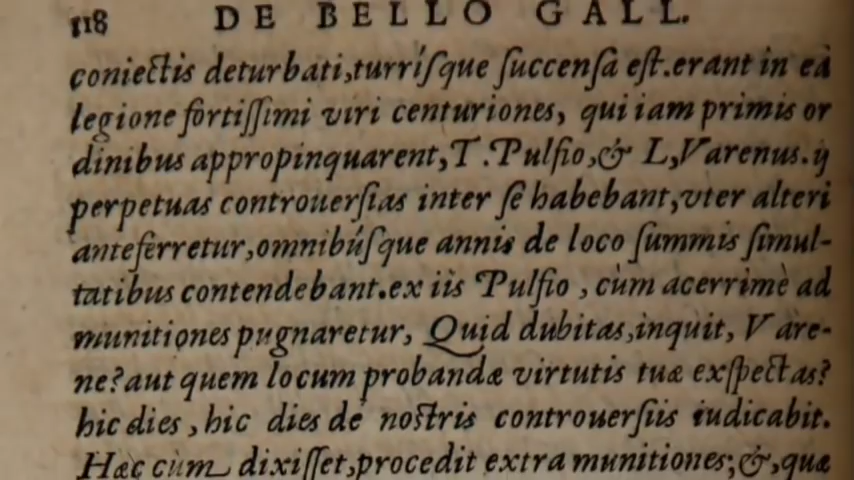 118 DE BELLO GALL.
coniectis deturbati,turríſque ſuccenſa eſt.erant in eâ
legione fortiſſimi viri centuriones, qui iam primis or
dinibus appropinquarent,T.Pulfio,& L,Varenus.ij
perpetuas controuerſias inter ſe habebant,vter alteri
anteferretur,omnibúſque annis de loco ſummis ſimul-
tatibus contendebant.ex iis Pulfio , cùm acerrimè ad
munitiones pugnaretur, Quid dubitas,inquit, Vare-
ne?aut quem locum probandæ virtutis tuæ exſpectas?
hic dies , hic dies de noſtris controuerſiis iudicabit.
Hæc cùm dixiſſet,procedit extra munitiones;&,quæ